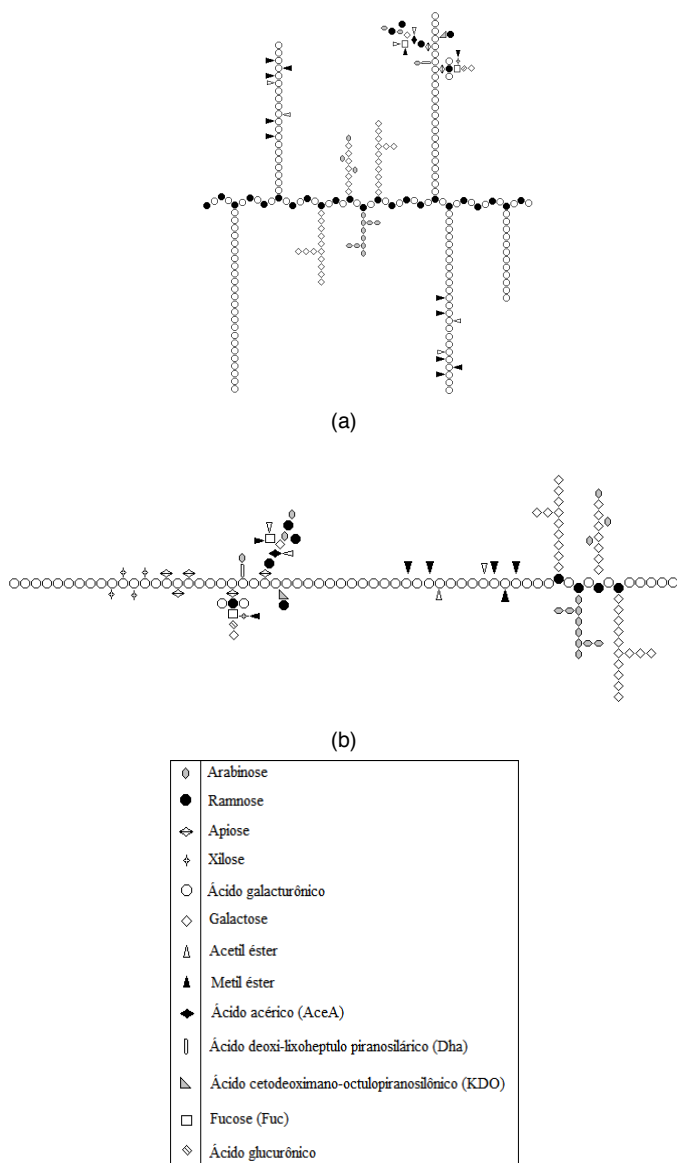 (a)
(b)
Arabinose
Ramnose
Apiose
Xilose
Ácido galacturônico
Galactose
Acetil éster
Metil éster
Ácido acérico (AceA)
Ácido deoxi-lixoheptulo piranosilárico (Dha)
Ácido cetodeoximano-octulopiranosilônico (KDO)
Fucose (Fuc)
Ácido glucurônico